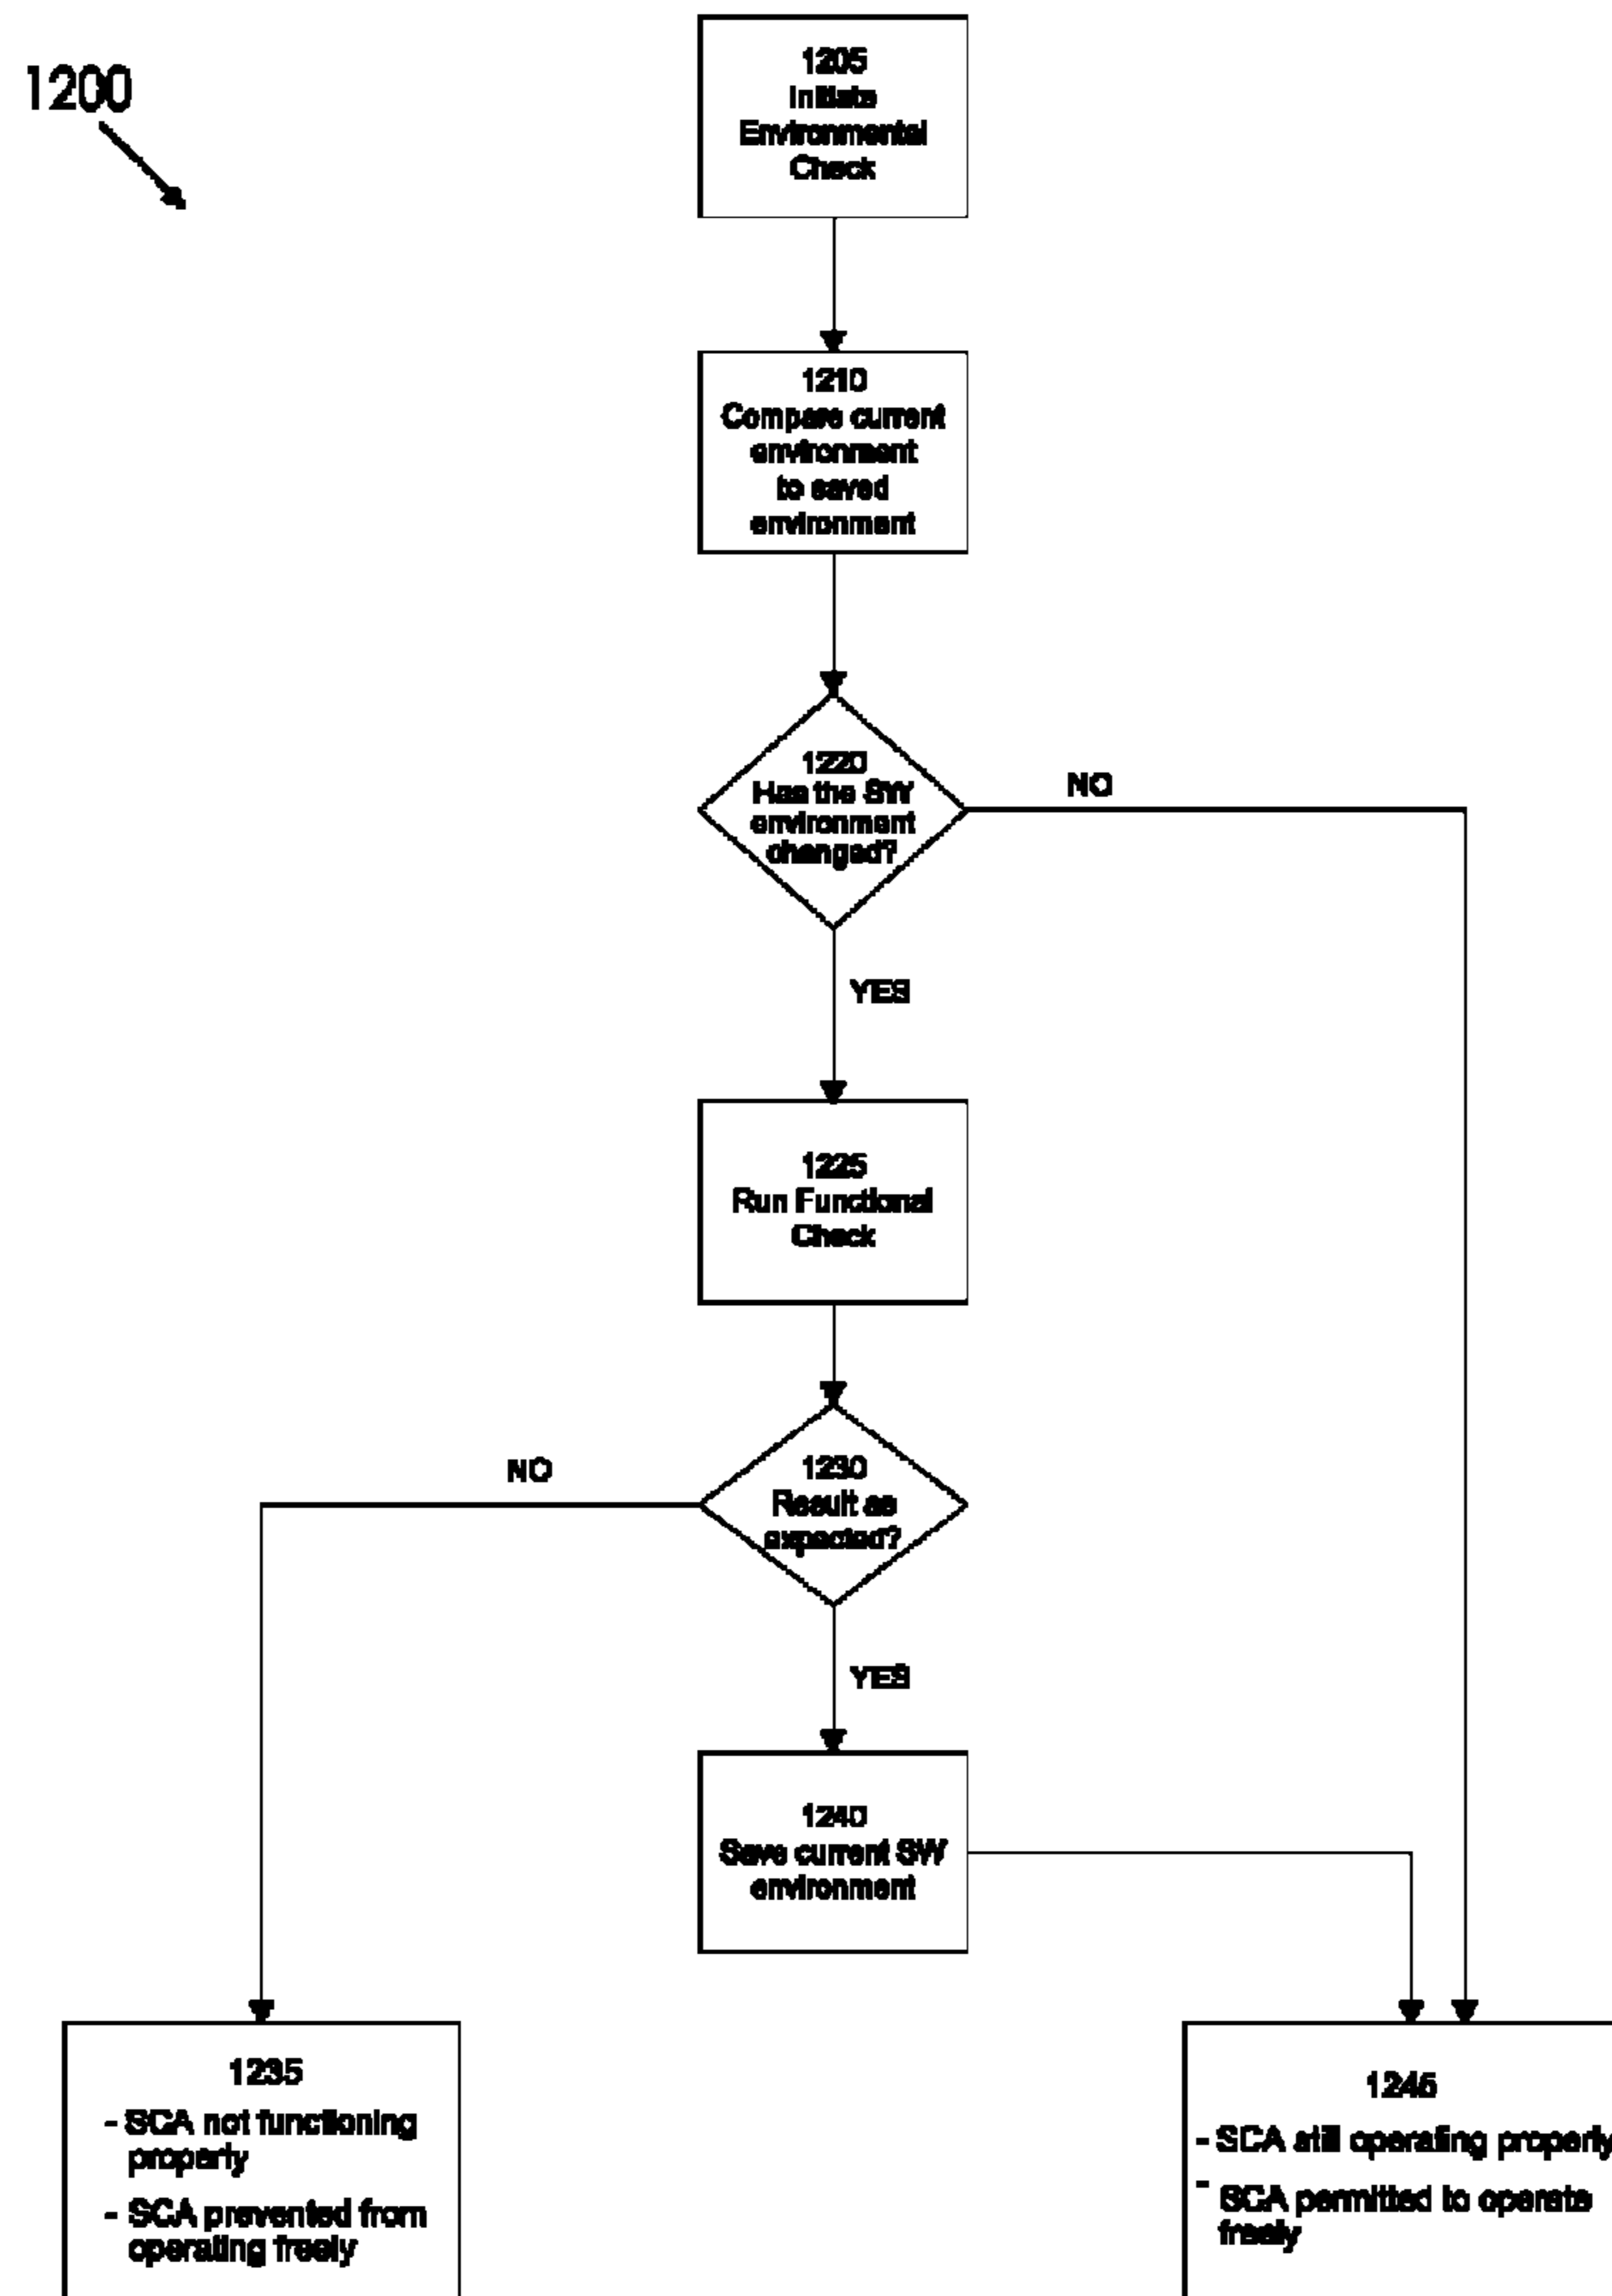 1200
1205
Initiate
Environmental
Check
1210
Compare current
environment
to saved
environment
1220
Has the SW
environment
changed?
NO
YES
1225
Run Functional
Check
1230
Result as
expected?
NO
YES
1240
Save current SW
environment
1235
- SCA not functioning
properly
- SCA prevented from
operating freely
1245
- SCA still operating properly
- SCA permitted to operate
freely